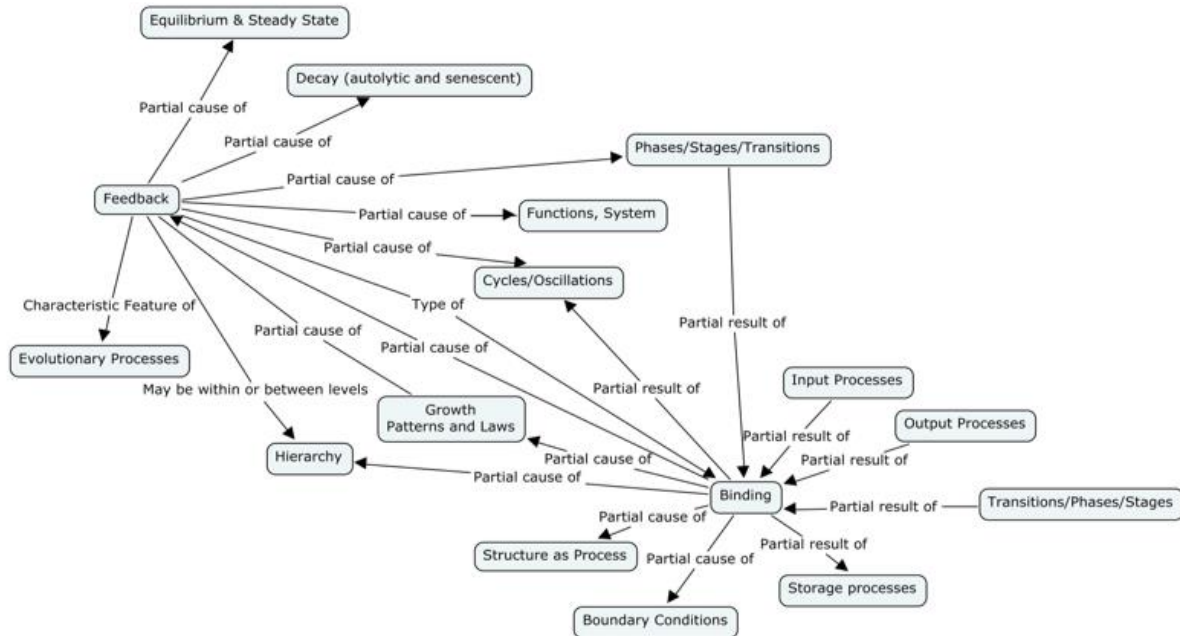 Equilibrium & Steady State
Decay (autolytic and senescent)
Partial cause of
Partial cause of
Phases/Stages/Transitions
Partial cause of
Feedback
Partial cause of
Functions, System
Partial cause of
Cycles/Oscillations
Characteristic Feature of
Type of
Partial cause of
Partial result of
Partial cause of
Evolutionary Processes
Input Processes
May be within or between levels
Partial result of
Growth
Patterns and Laws
Output Processes
Partial result of
Hierarchy
Partial cause of
Partial result of
Partial cause of
Binding
Partial result of
Transitions/Phases/Stages
Partial cause of
Structure as Process
Partial result of
Partial cause of
Storage processes
Boundary Conditions